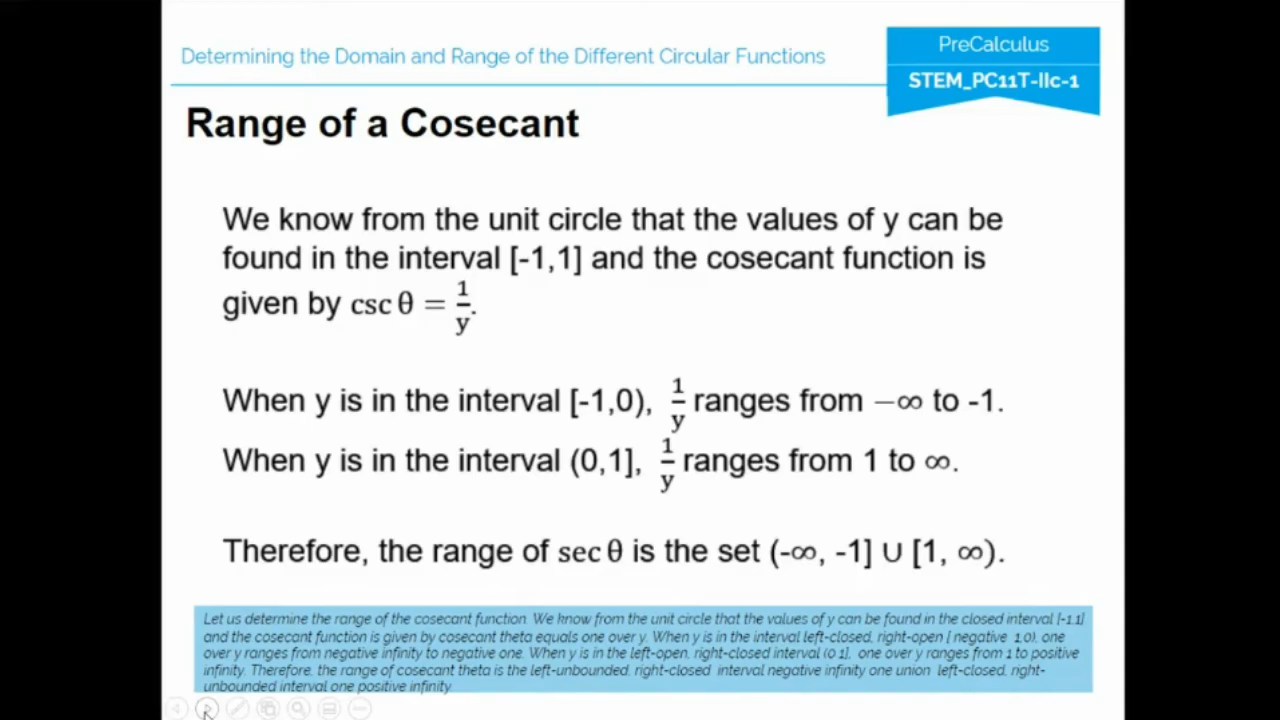 Determining the Domain and Range of the Different Circular Functions
PreCalculus
STEM_PC11T-IIc-1
Range of a Cosecant
We know from the unit circle that the values of y can be
found in the interval [-1,1] and the cosecant function is
given by csc θ = 1/y.
When y is in the interval [-1,0), 1/y ranges from −∞ to -1.
When y is in the interval (0,1], 1/y ranges from 1 to ∞.
Therefore, the range of sec θ is the set (-∞, -1] ∪ [1, ∞).
Let us determine the range of the cosecant function. We know from the unit circle that the values of y can be found in the closed interval [-1,1]
and the cosecant function is given by cosecant theta equals one over y. When y is in the interval left-closed, right-open [ negative 1,0), one
over y ranges from negative infinity to negative one. When y is in the left-open, right-closed interval (0 1], one over y ranges from 1 to positive
infinity. Therefore, the range of cosecant theta is the left-unbounded, right-closed interval negative infinity one union left-closed, right-
unbounded interval one positive infinity